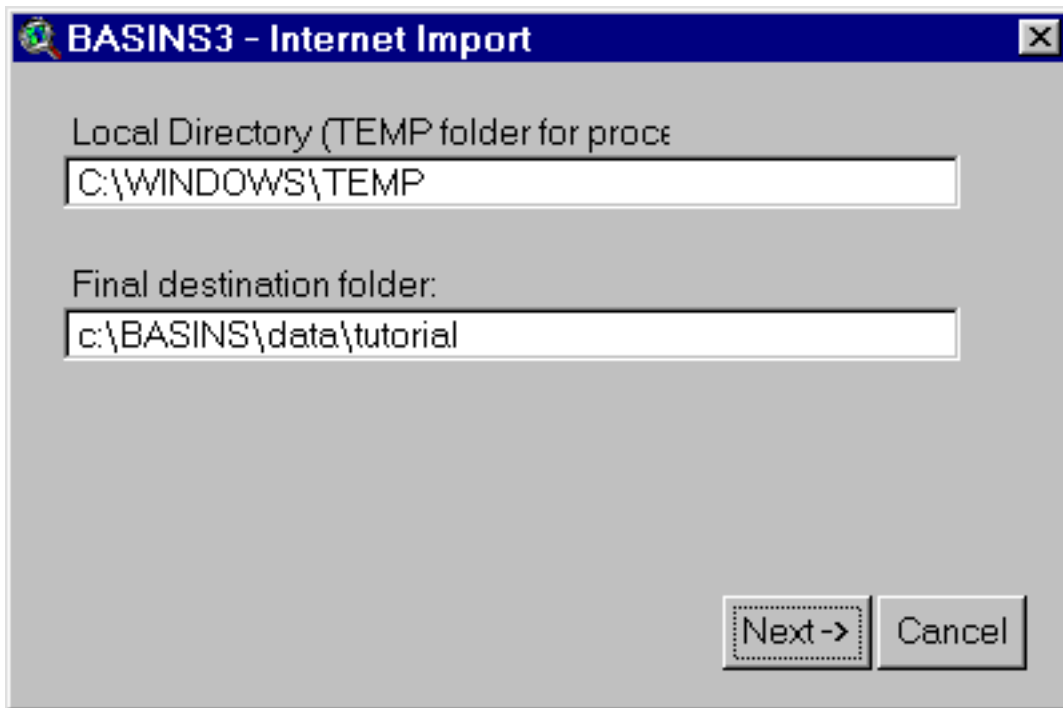 BASINS3 - Internet Import
Local Directory (TEMP folder for proce
C:\WINDOWS\TEMP
Final destination folder:
c:\BASINS\data\tutorial
Next -> Cancel